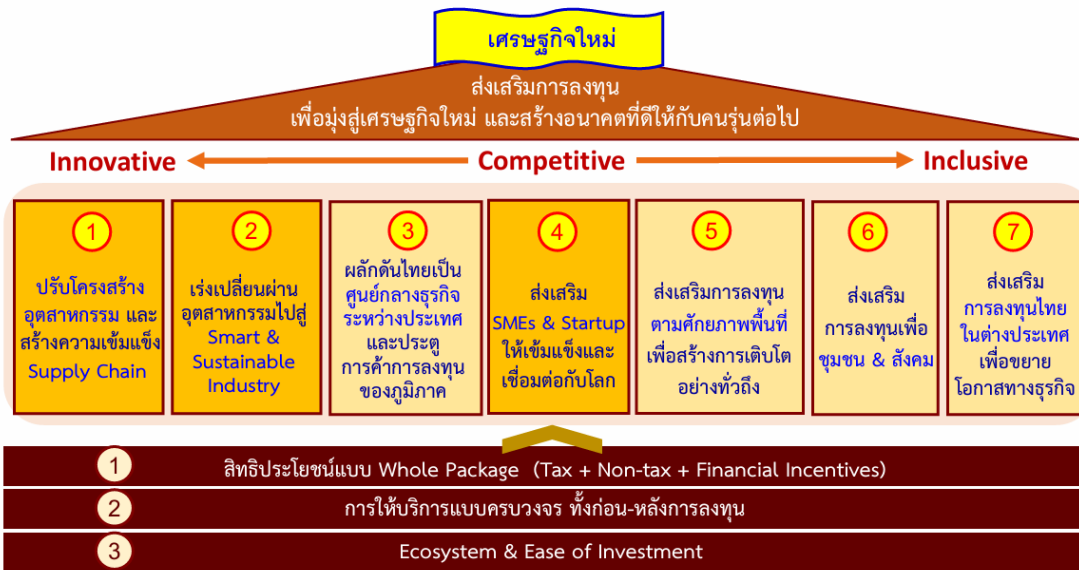 เศรษฐกิจใหม่
ส่งเสริมการลงทุน
เพื่อมุ่งสู่เศรษฐกิจใหม่ และสร้างอนาคตที่ดีให้กับคนรุ่นต่อไป
Innovative
Competitive
Inclusive
1
ปรับโครงสร้าง
อุตสาหกรรม และ
สร้างความเข้มแข็ง
Supply Chain
2
เร่งเปลี่ยนผ่าน
อุตสาหกรรมไปสู่
Smart &
Sustainable
Industry
3
ผลักดันไทยเป็น
ศูนย์กลางธุรกิจ
ระหว่างประเทศ
และประตู
การค้าการลงทุน
ของภูมิภาค
4
ส่งเสริม
SMEs & Startup
ให้เข้มแข็งและ
เชื่อมต่อกับโลก
5
ส่งเสริมการลงทุน
ตามศักยภาพพื้นที่
เพื่อสร้างการเติบโต
อย่างทั่วถึง
6
ส่งเสริม
การลงทุนเพื่อ
ชุมชน & สังคม
7
ส่งเสริม
การลงทุนไทย
ในต่างประเทศ
เพื่อขยาย
โอกาสทางธุรกิจ
1 สิทธิประโยชน์แบบ Whole Package (Tax + Non-tax + Financial Incentives)
2 การให้บริการแบบครบวงจร ทั้งก่อน-หลังการลงทุน
3 Ecosystem & Ease of Investment